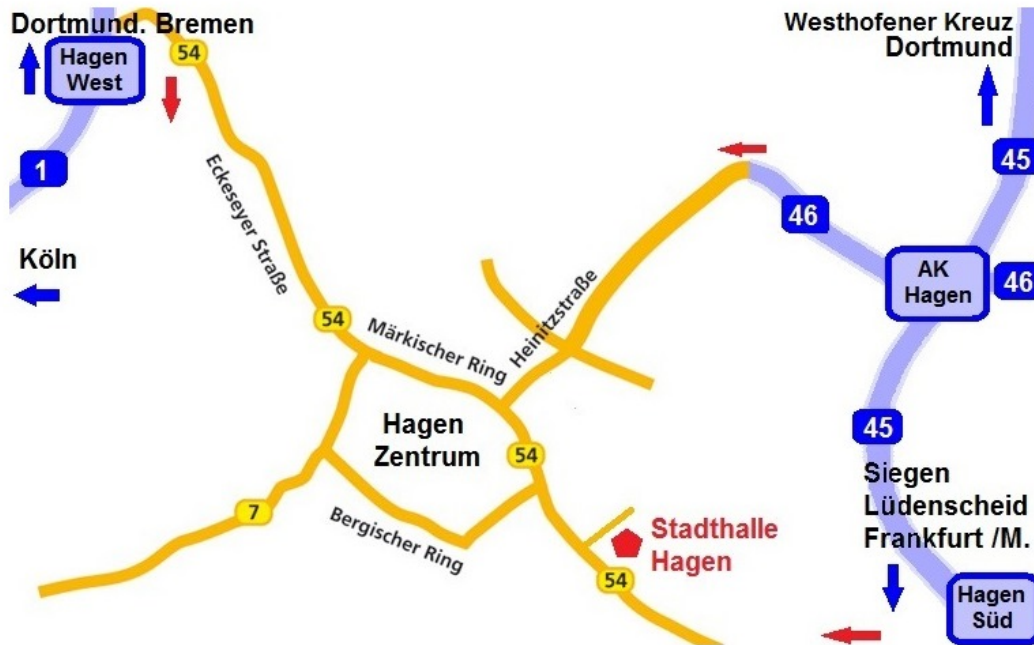 Dortmund. Bremen
Hagen
West
54
1
Köln
Eckeseyer Straße
54
Märkischer Ring
Heinitzstraße
Westhofener Kreuz
Dortmund
45
46
AK
Hagen
46
Hagen
Zentrum
54
7
Bergischer Ring
Stadthalle
Hagen
54
45
Siegen
Lüdenscheid
Frankfurt /M.
Hagen
Süd